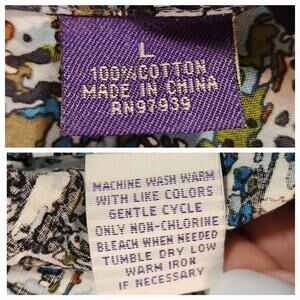 L
100% COTTON
MADE IN CHINA
RN97939
MACHINE WASH WARM
WITH LIKE COLORS
GENTLE CYCLE
ONLY NON-CHLORINE
BLEACH WHEN NEEDED
TUMBLE DRY LOW
WARM IRON
IF NECESSARY